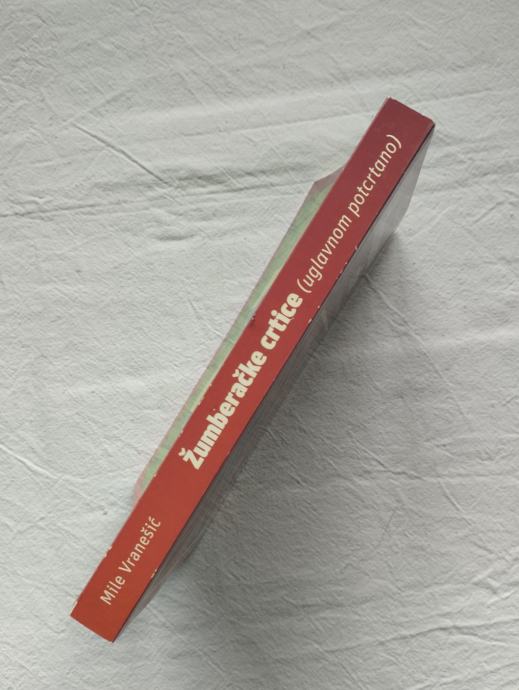 Mile Vranešić
Žumberačke crtice (uglavnom potcrtano)